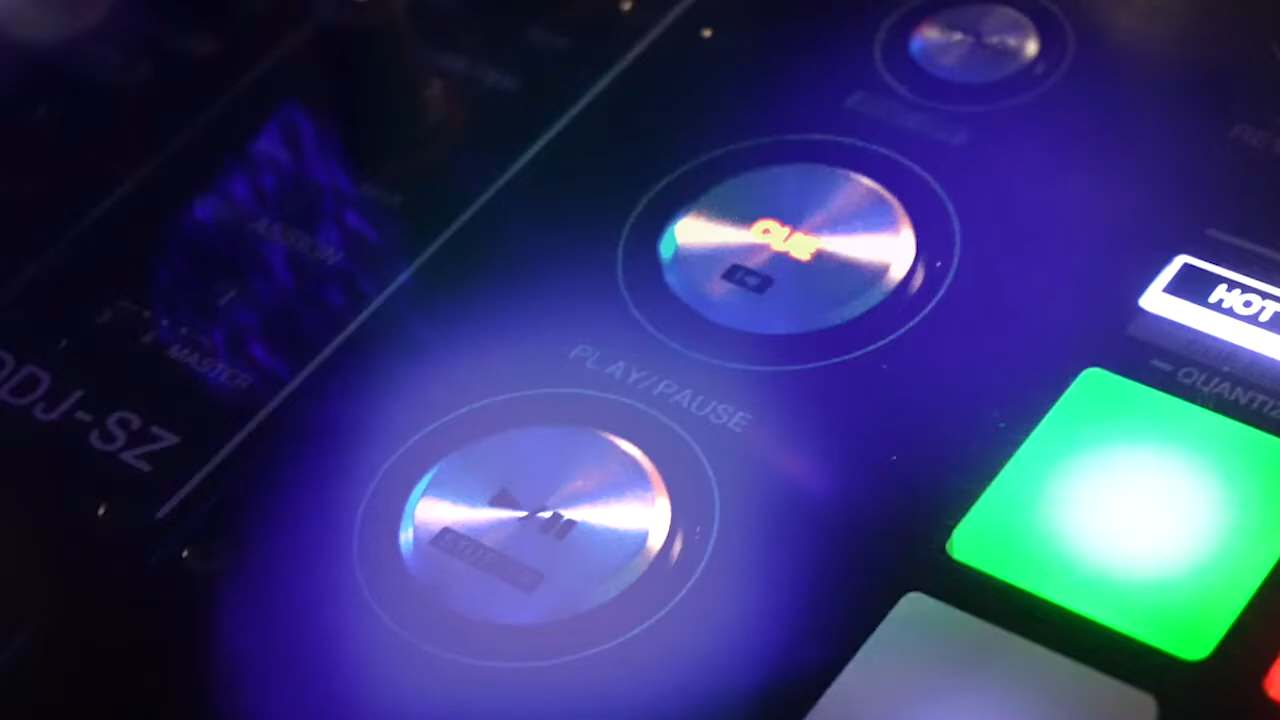 CUE
HOT
PLAY/PAUSE
QUANTIZ
ASSIGN
MASTER
DDJ-SZ